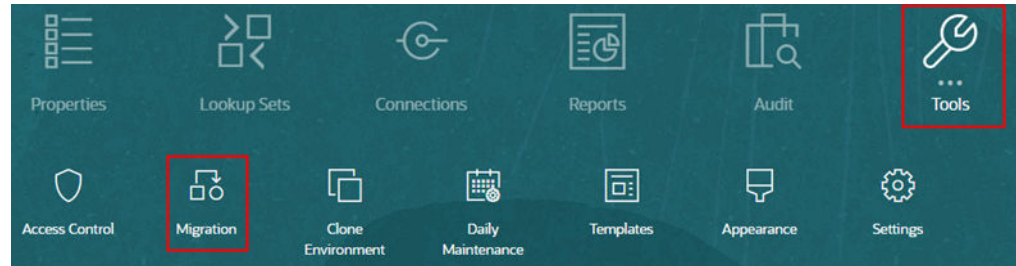 Properties
Lookup Sets
Connections
Reports
Audit
Tools
Access Control
Migration
Clone
Environment
Daily
Maintenance
Templates
Appearance
Settings